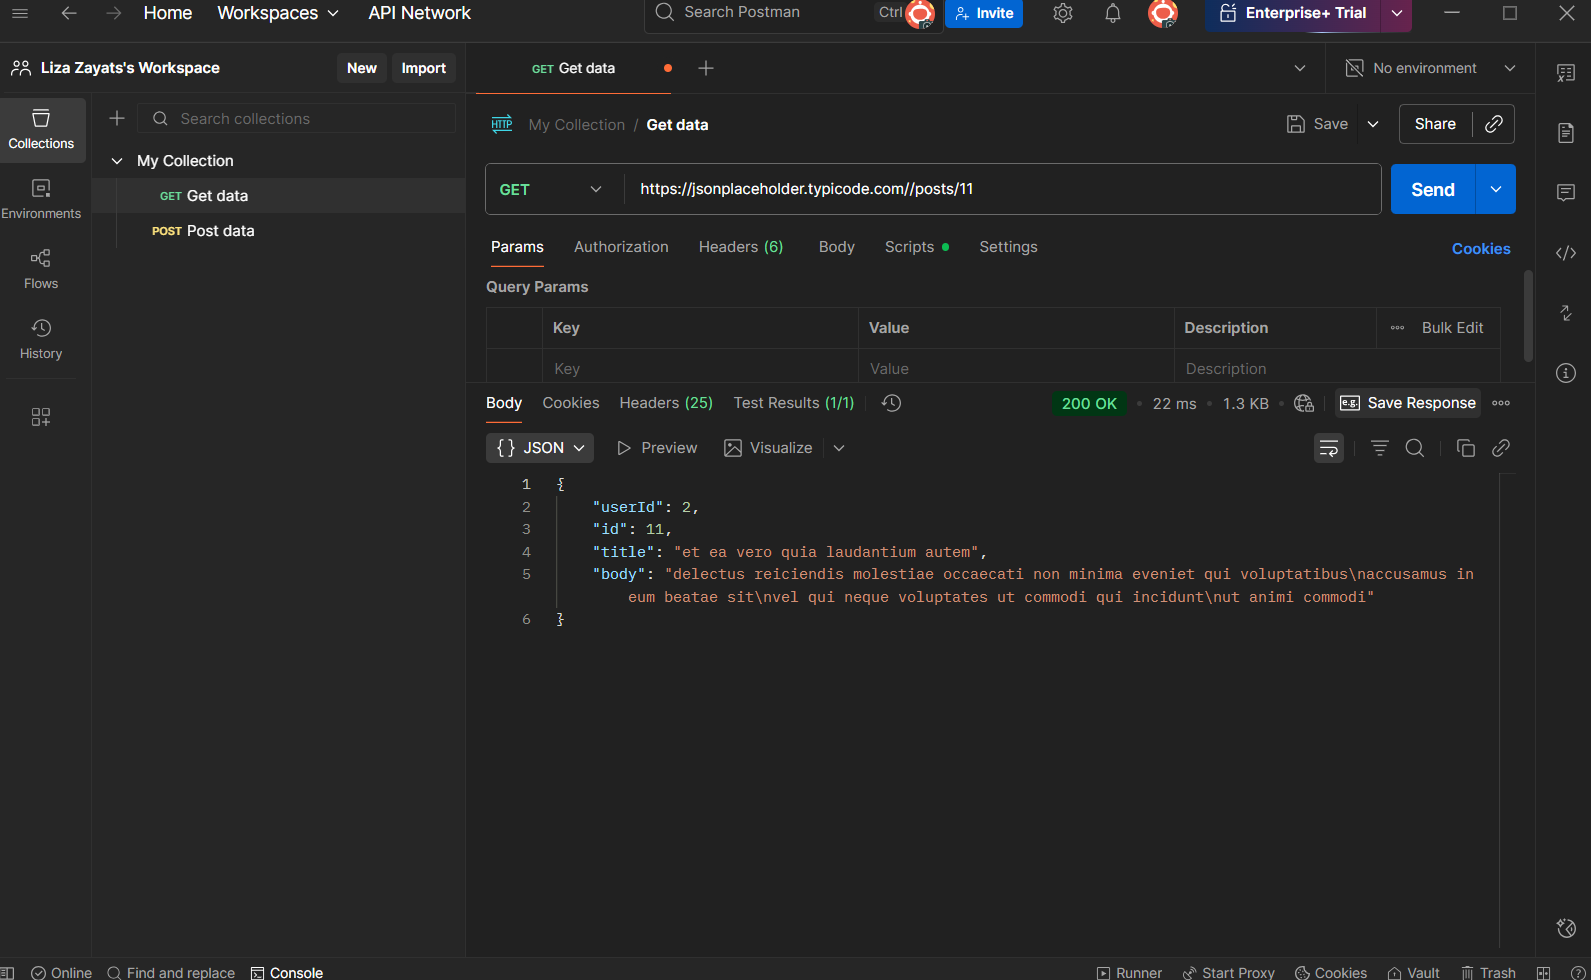 Home Workspaces API Network Search Postman Ctrl Invite Enterprise+ Trial
Liza Zayats's Workspace New Import GET Get data No environment
Collections
Search collections
My Collection
GET Get data
POST Post data
Environments
Flows
History
HTTP My Collection / Get data Save Share
GET https://jsonplaceholder.typicode.com//posts/11 Send
Params Authorization Headers (6) Body Scripts Settings Cookies
Query Params
Key Value Description Bulk Edit
Key Value Description
Body Cookies Headers (25) Test Results (1/1) 200 OK • 22 ms • 1.3 KB • e.g. Save Response
{} JSON Preview Visualize
1 {
2 "userId": 2,
3 "id": 11,
4 "title": "et ea vero quia laudantium autem",
5 "body": "delectus reiciendis molestiae occaecati non minima eveniet qui voluptatibus\naccusamus in
eum beatae sit\nvel qui neque voluptates ut commodi qui incidunt\nut animi commodi"
6 }
Online Find and replace Console Runner Start Proxy Cookies Vault Trash